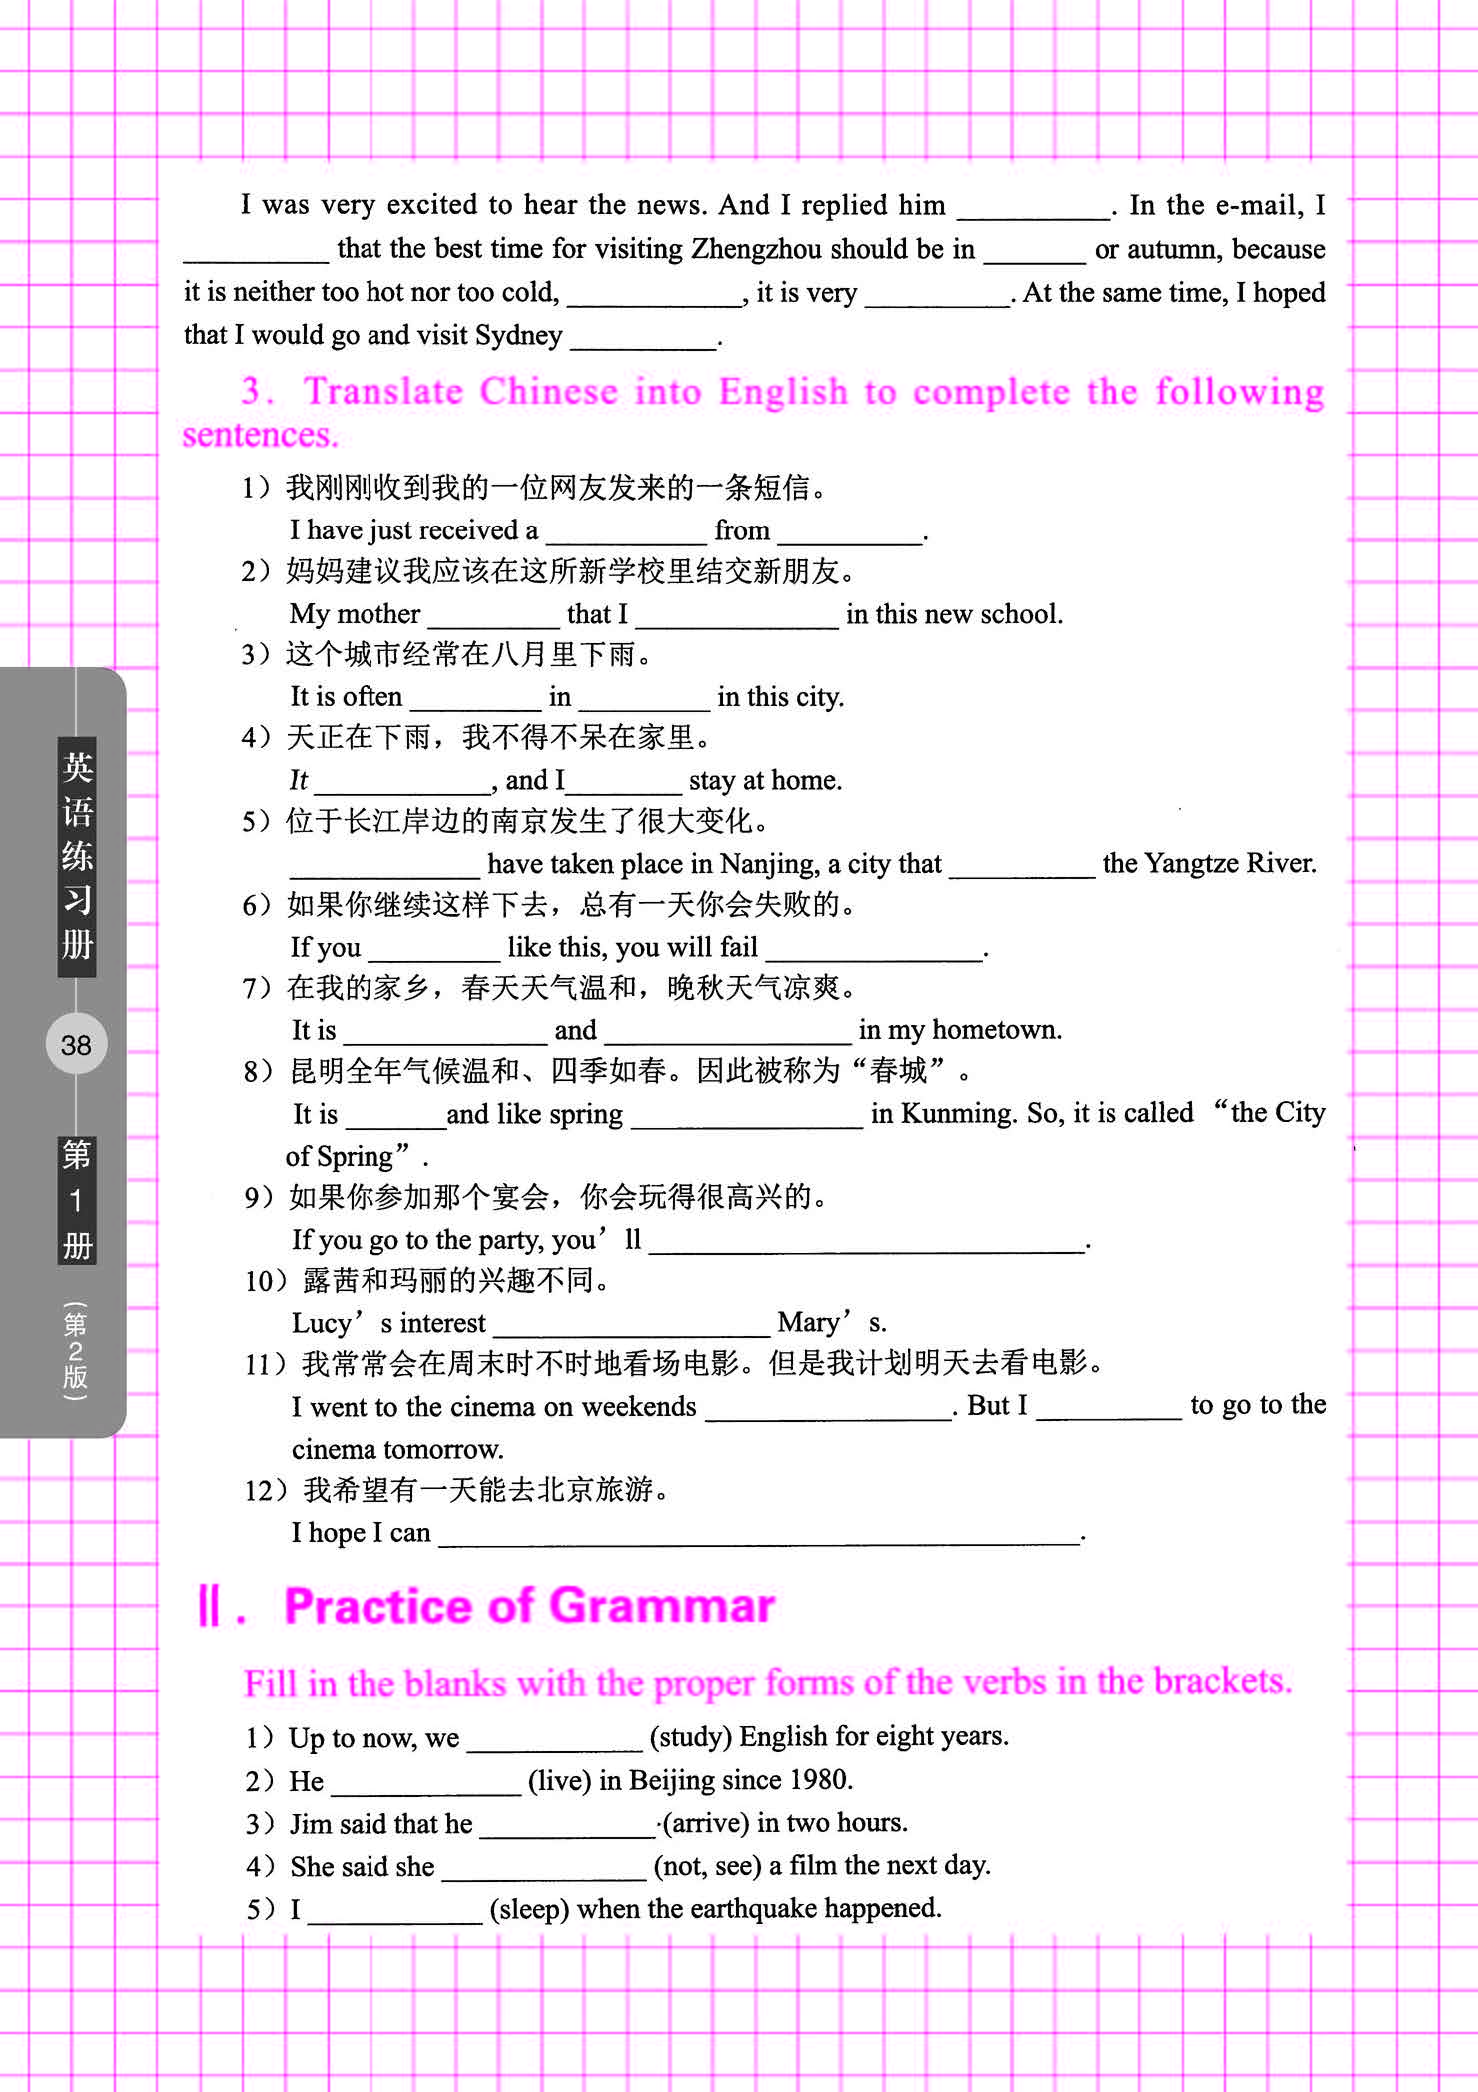 I was very excited to hear the news. And I replied him ___________. In the e-mail, I
___________ that the best time for visiting Zhengzhou should be in ________ or autumn, because
it is neither too hot nor too cold, _____________, it is very ___________. At the same time, I hoped
that I would go and visit Sydney ___________.
3. Translate Chinese into English to complete the following
sentences.
1）我刚刚收到我的一位网友发来的一条短信。
I have just received a ____________ from ___________.
2）妈妈建议我应该在这所新学校里结交新朋友。
My mother __________ that I _______________ in this new school.
3）这个城市经常在八月里下雨。
It is often __________ in __________ in this city.
4）天正在下雨，我不得不呆在家里。
It _____________, and I_________ stay at home.
5）位于长江岸边的南京发生了很大变化。
______________ have taken place in Nanjing, a city that ___________ the Yangtze River.
6）如果你继续这样下去，总有一天你会失败的。
If you __________ like this, you will fail ________________.
7）在我的家乡，春天天气温和，晚秋天气凉爽。
It is _______________ and __________________ in my hometown.
8）昆明全年气候温和、四季如春。因此被称为“春城”。
It is _______and like spring _________________ in Kunming. So, it is called “the City
of Spring”.
9）如果你参加那个宴会，你会玩得很高兴的。
If you go to the party, you’ll ________________________________.
10）露茜和玛丽的兴趣不同。
Lucy’s interest ____________________ Mary’s.
11）我常常会在周末时不时地看场电影。但是我计划明天去看电影。
I went to the cinema on weekends __________________. But I ___________ to go to the
cinema tomorrow.
12）我希望有一天能去北京旅游。
I hope I can _______________________________________________.
Ⅱ. Practice of Grammar
Fill in the blanks with the proper forms of the verbs in the brackets.
1）Up to now, we _____________ (study) English for eight years.
2）He ______________ (live) in Beijing since 1980.
3）Jim said that he _____________ (arrive) in two hours.
4）She said she _______________ (not, see) a film the next day.
5）I _____________ (sleep) when the earthquake happened.
英语练习册
38
第1册
（第2版）